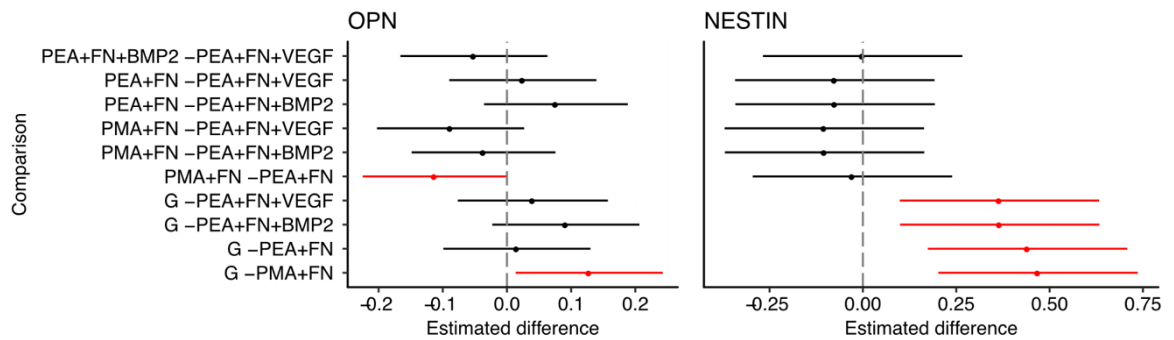 OPN
NESTIN
Comparison
PEA+FN+BMP2 –PEA+FN+VEGF
PEA+FN –PEA+FN+VEGF
PEA+FN –PEA+FN+BMP2
PMA+FN –PEA+FN+VEGF
PMA+FN –PEA+FN+BMP2
PMA+FN –PEA+FN
G –PEA+FN+VEGF
G –PEA+FN+BMP2
G –PEA+FN
G –PMA+FN
–0.2 –0.1 0.0 0.1 0.2
–0.25 0.00 0.25 0.50 0.75
Estimated difference
Estimated difference